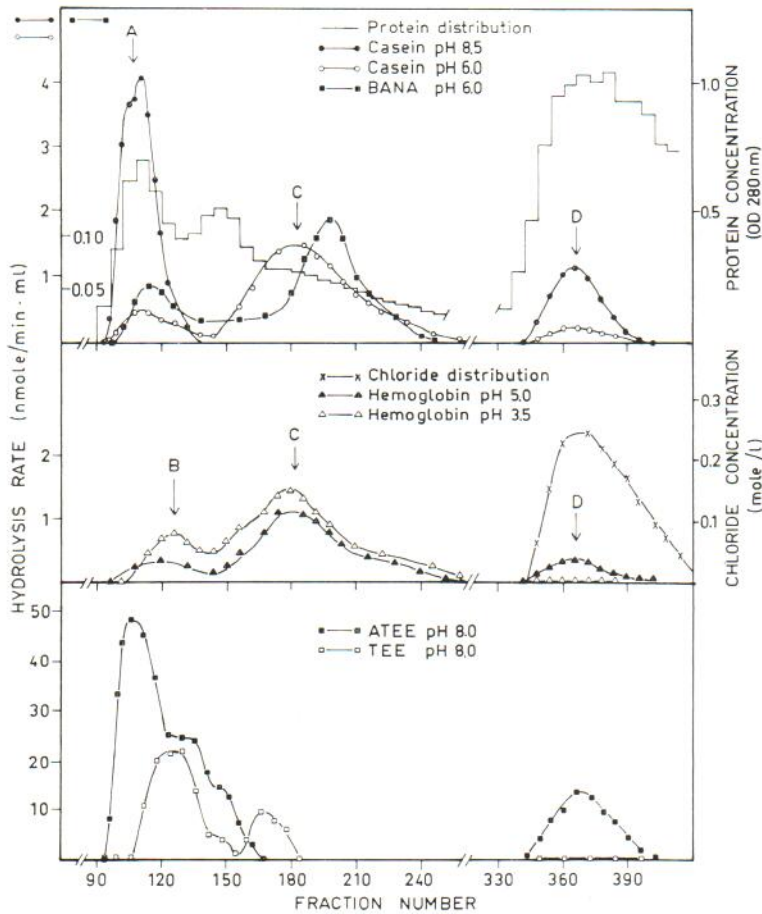 A
Protein distribution
Casein pH 8,5
Casein pH 6.0
BANA pH 6.0
C
D
4
3
2
1
0.10
0.05
1.0
0.5
PROTEIN CONCENTRATION
(OD 280nm)
HYDROLYSIS RATE (nmole/min · ml)
Chloride distribution
Hemoglobin pH 5.0
Hemoglobin pH 3.5
B
C
D
2
1
0.3
0.2
0.1
CHLORIDE CONCENTRATION
(mole/l)
ATEE pH 8.0
TEE pH 8,0
50
40
30
20
10
90 120 150 180 210 240 330 390
FRACTION NUMBER